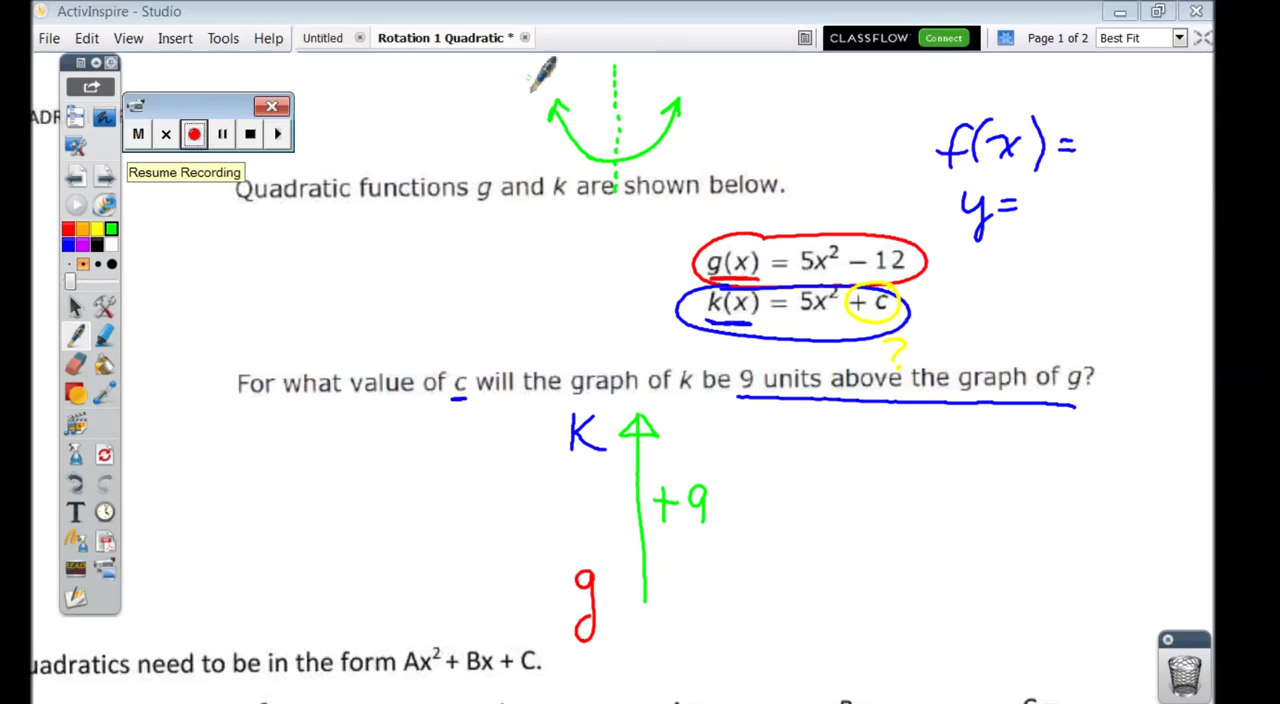 ActivInspire - Studio
File Edit View Insert Tools Help Untitled Rotation 1 Quadratic * CLASSFLOW Connect Page 1 of 2 Best Fit
M
Resume Recording
f(x) =
y =
Quadratic functions g and k are shown below.
g(x) = 5x² − 12
k(x) = 5x² + c
?
For what value of c will the graph of k be 9 units above the graph of g?
K
+9
g
T
READ
uadratics need to be in the form Ax² + Bx + C.